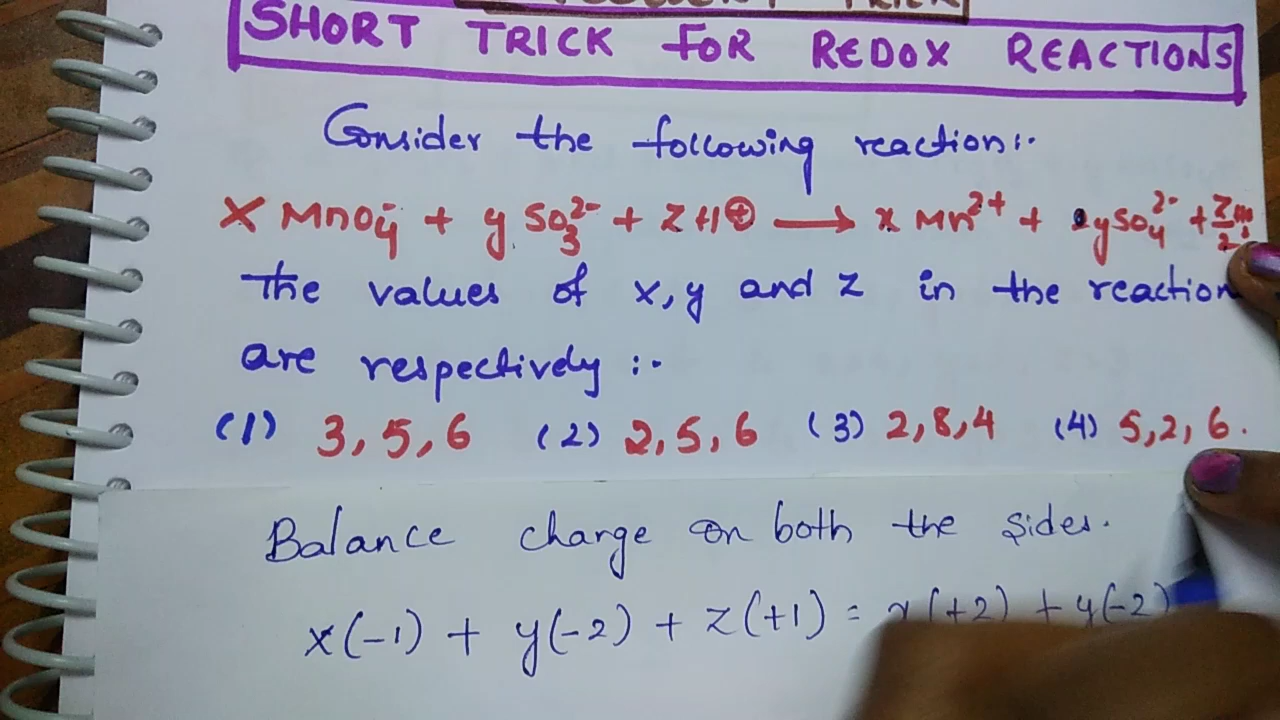 TRICK
SHORT TRICK FOR REDOX REACTIONS
Consider the following reaction:-
x MnO₄⁻ + y SO₃²⁻ + z H⊕ ⟶ x Mn²⁺ + y SO₄²⁻ + z/2
The values of x, y and z in the reaction
are respectively :-
(1) 3, 5, 6 (2) 2, 5, 6 (3) 2, 8, 4 (4) 5, 2, 6.
Balance charge on both the sides.
x(-1) + y(-2) + z(+1) = x(+2) + y(-2)